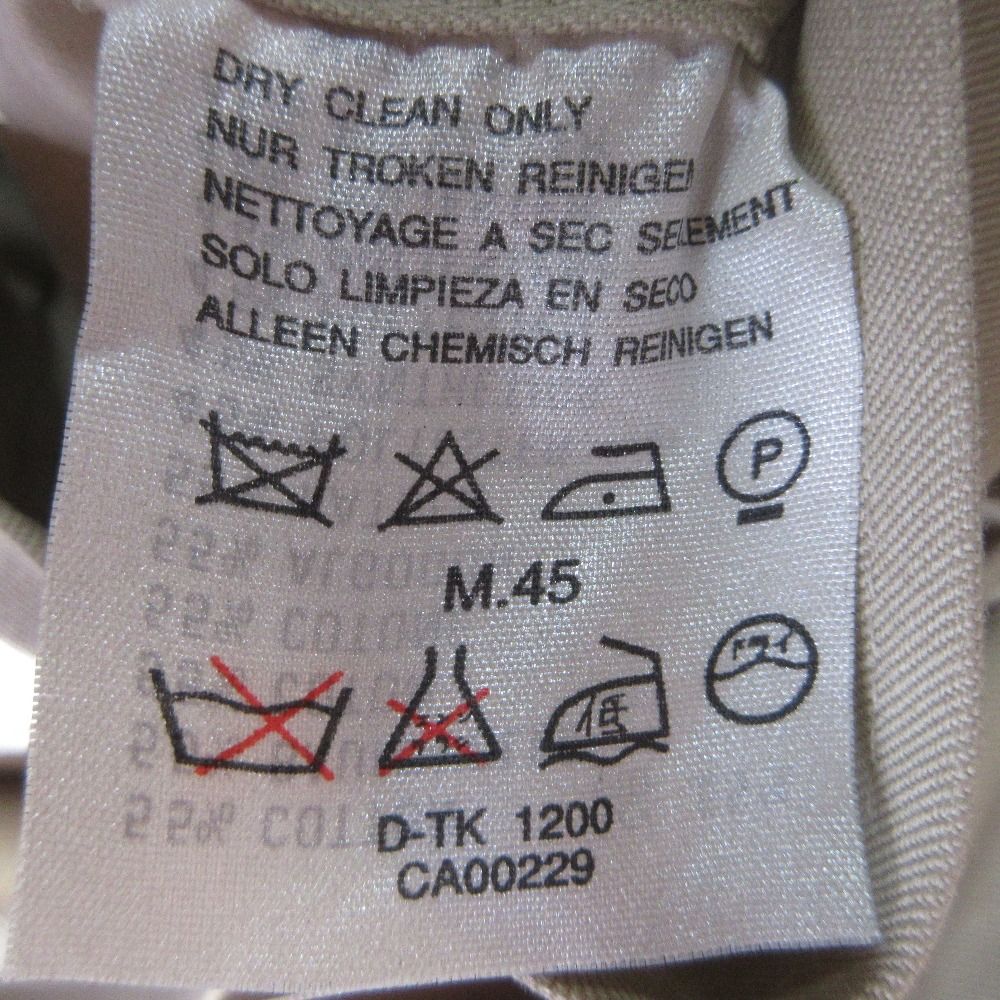 DRY CLEAN ONLY
NUR TROKEN REINIGEN
NETTOYAGE A SEC SELEMENT
SOLO LIMPIEZA EN SECO
ALLEEN CHEMISCH REINIGEN
P
M.45
ドライ
低
D-TK 1200
CA00229